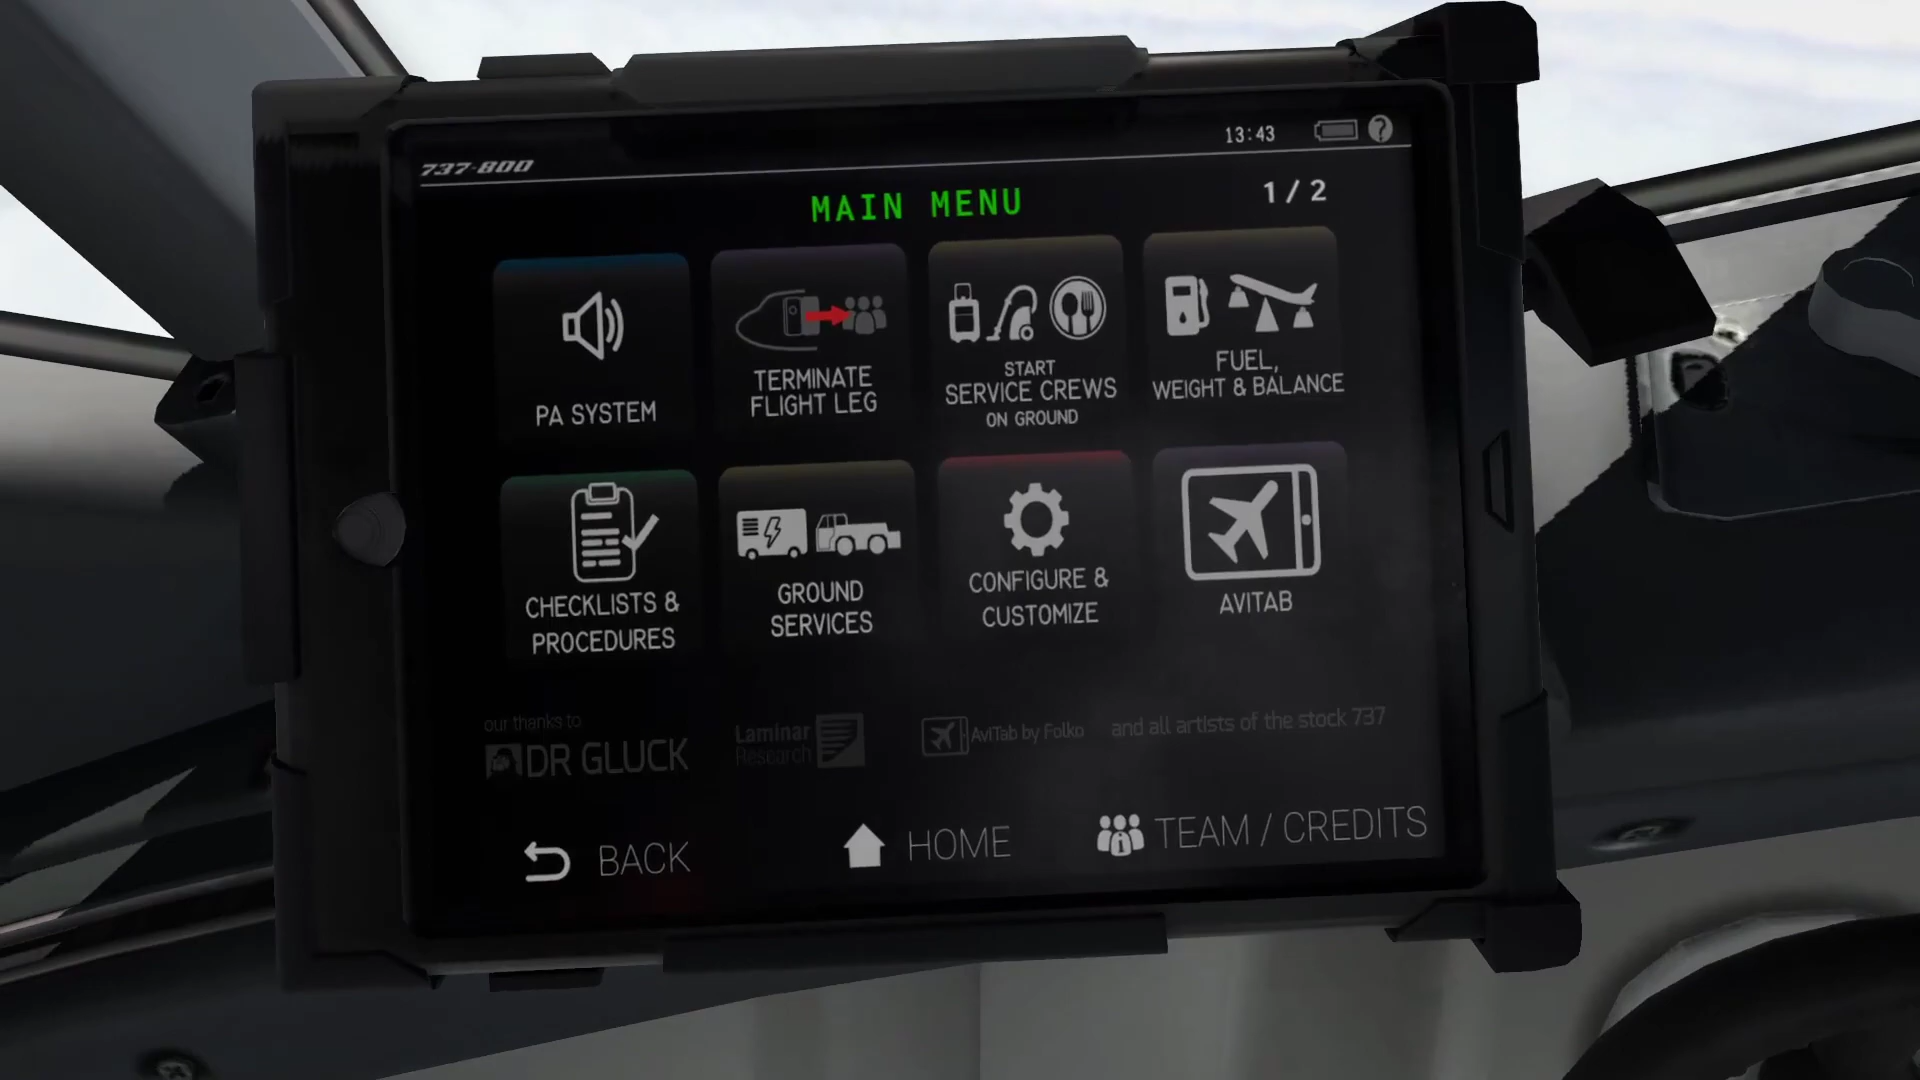 13:43
737-800
MAIN MENU
1 / 2
PA SYSTEM
TERMINATE
FLIGHT LEG
START
SERVICE CREWS
ON GROUND
FUEL,
WEIGHT & BALANCE
CHECKLISTS &
PROCEDURES
GROUND
SERVICES
CONFIGURE &
CUSTOMIZE
AVITAB
our thanks to
DR GLUCK
Laminar
Research
AviTab by Folko
and all artists of the stock 737
BACK
HOME
TEAM / CREDITS